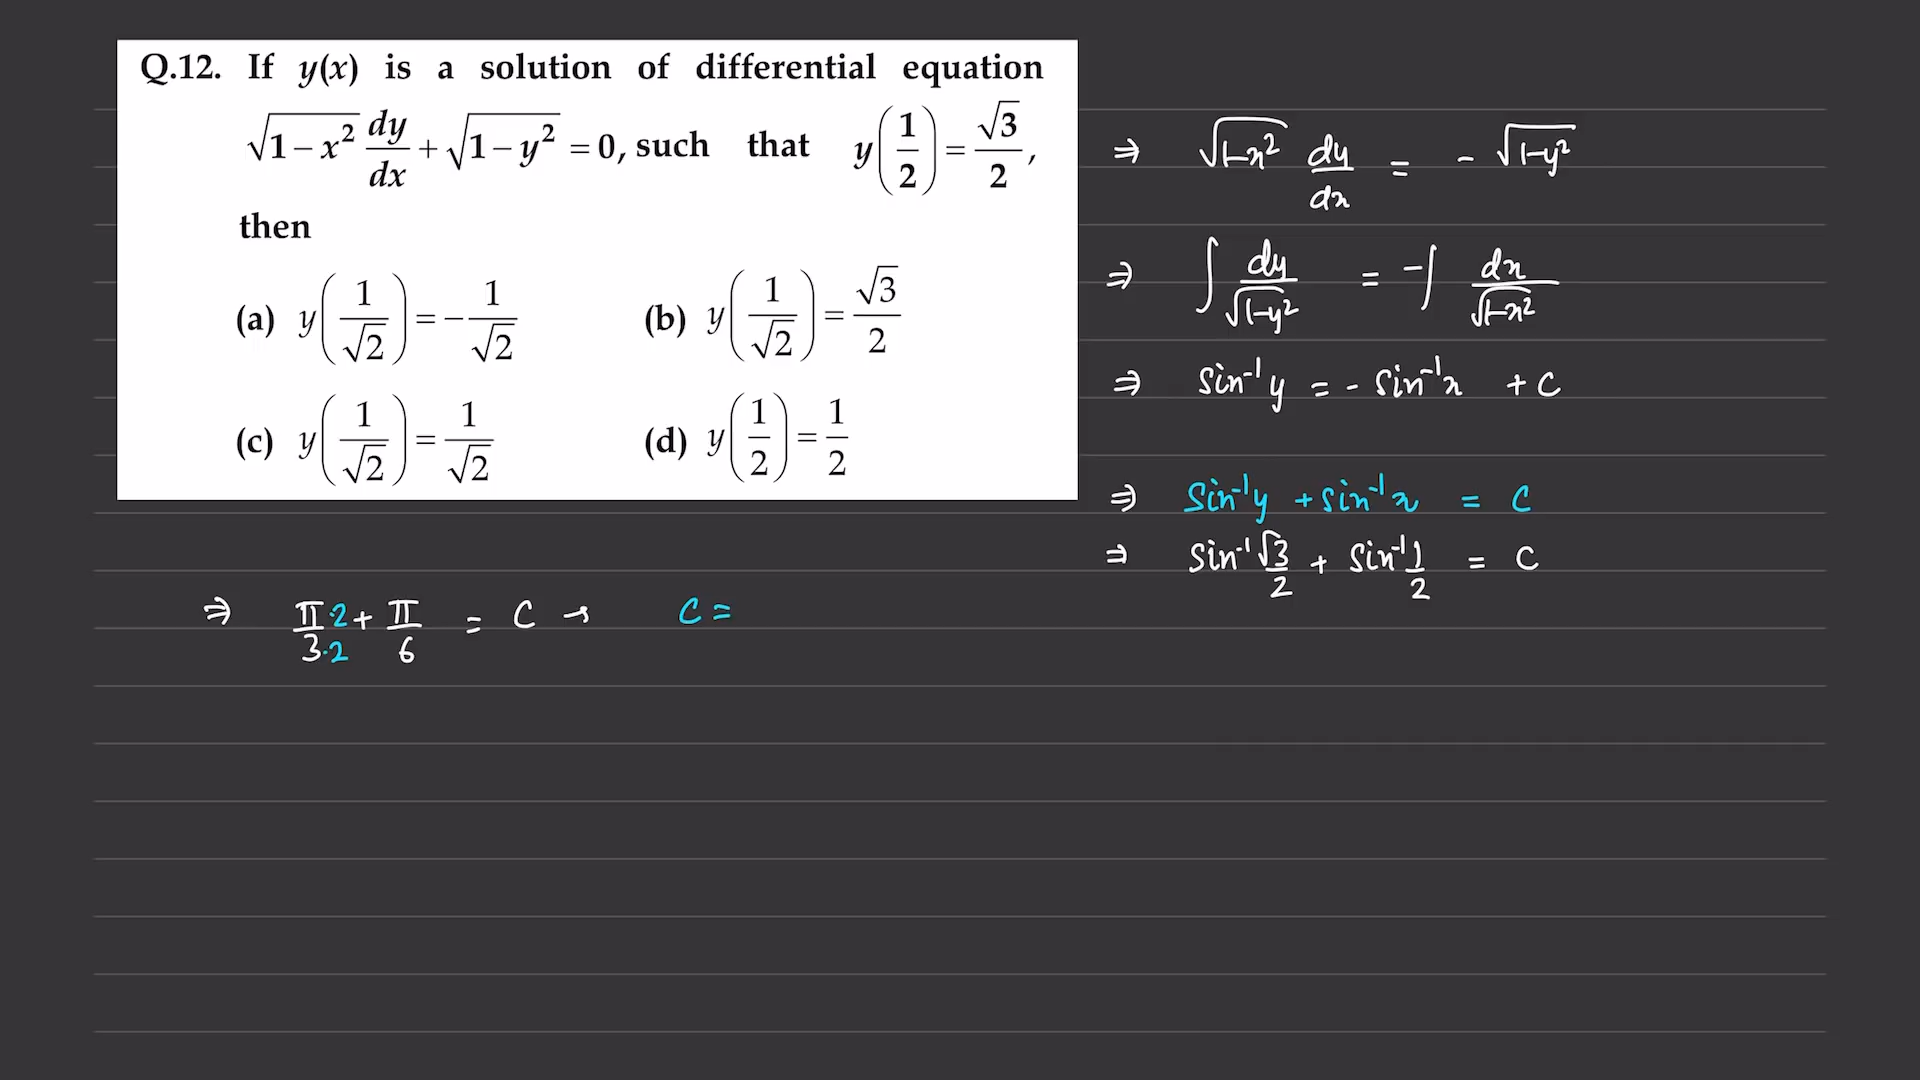 Q.12. If y(x) is a solution of differential equation
√1−x² dy/dx + √1−y² = 0, such that y(1/2) = √3/2,
then
(a) y(1/√2) = −1/√2 (b) y(1/√2) = √3/2
(c) y(1/√2) = 1/√2 (d) y(1/2) = 1/2
⇒ √1-x² dy/dx = - √1-y²
⇒ ∫ dy/√1-y² = -∫ dx/√1-x²
⇒ Sin⁻¹y = - Sin⁻¹x + C
⇒ Sin⁻¹y + Sin⁻¹x = C
⇒ Sin⁻¹ √3/2 + Sin⁻¹ 1/2 = C
⇒ π·2/3·2 + π/6 = C → C =